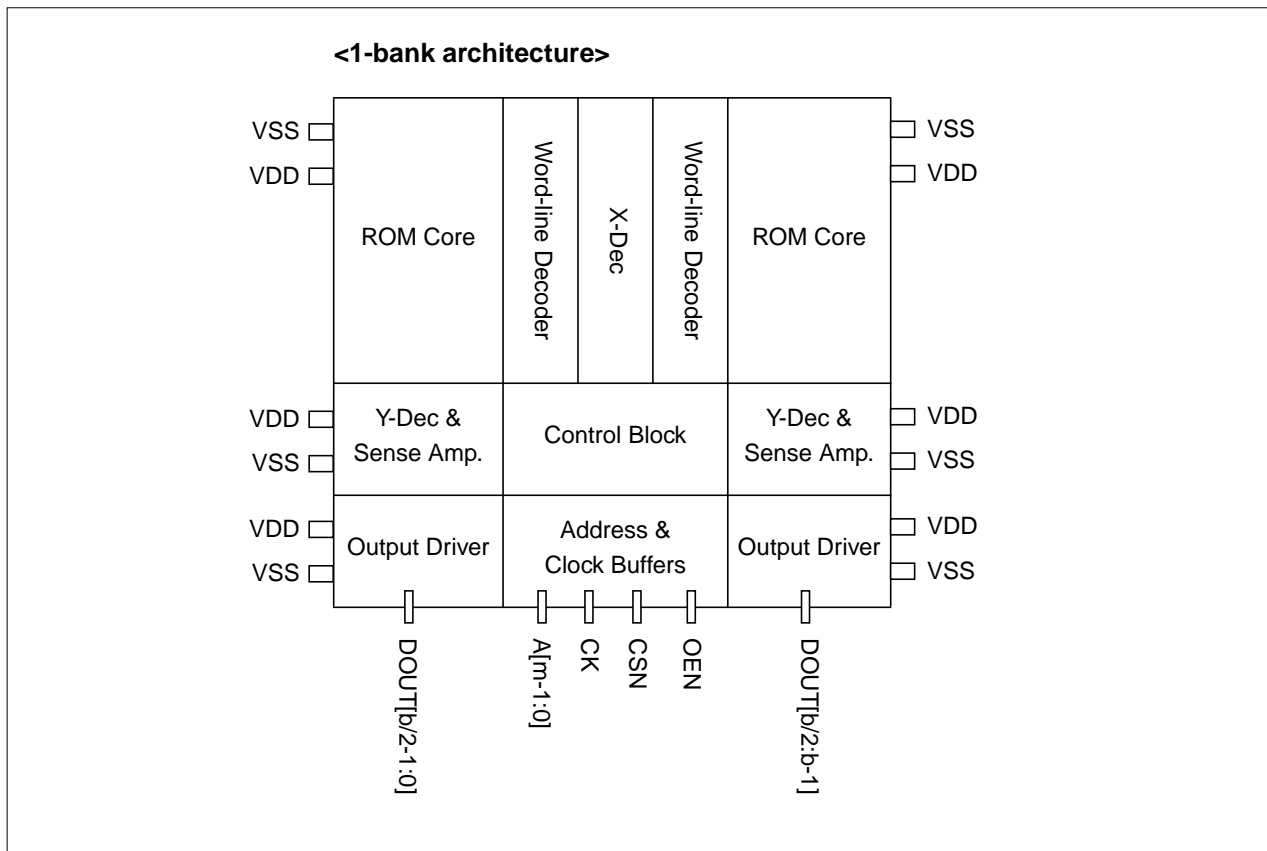 <1-bank architecture>
VSS
VDD
ROM Core
Word-line Decoder
X-Dec
Word-line Decoder
ROM Core
VSS
VDD
VDD
VSS
Y-Dec &
Sense Amp.
Control Block
Y-Dec &
Sense Amp.
VDD
VSS
VDD
VSS
Output Driver
Address &
Clock Buffers
Output Driver
VDD
VSS
DOUT[b/2-1:0]
A[m-1:0]
CK
CSN
OEN
DOUT[b/2:b-1]